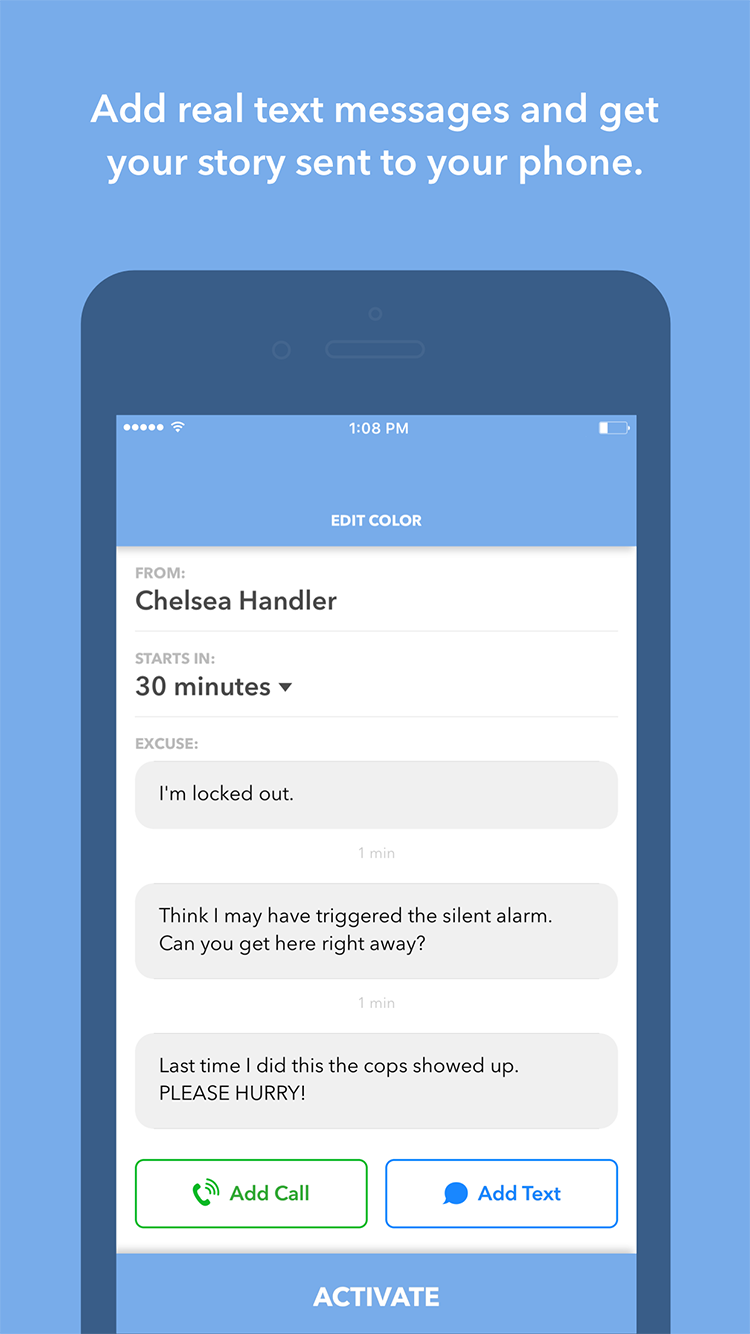 Add real text messages and get
your story sent to your phone.
1:08 PM
EDIT COLOR
FROM:
Chelsea Handler
STARTS IN:
30 minutes
EXCUSE:
I'm locked out.
1 min
Think I may have triggered the silent alarm.
Can you get here right away?
1 min
Last time I did this the cops showed up.
PLEASE HURRY!
Add Call
Add Text
ACTIVATE